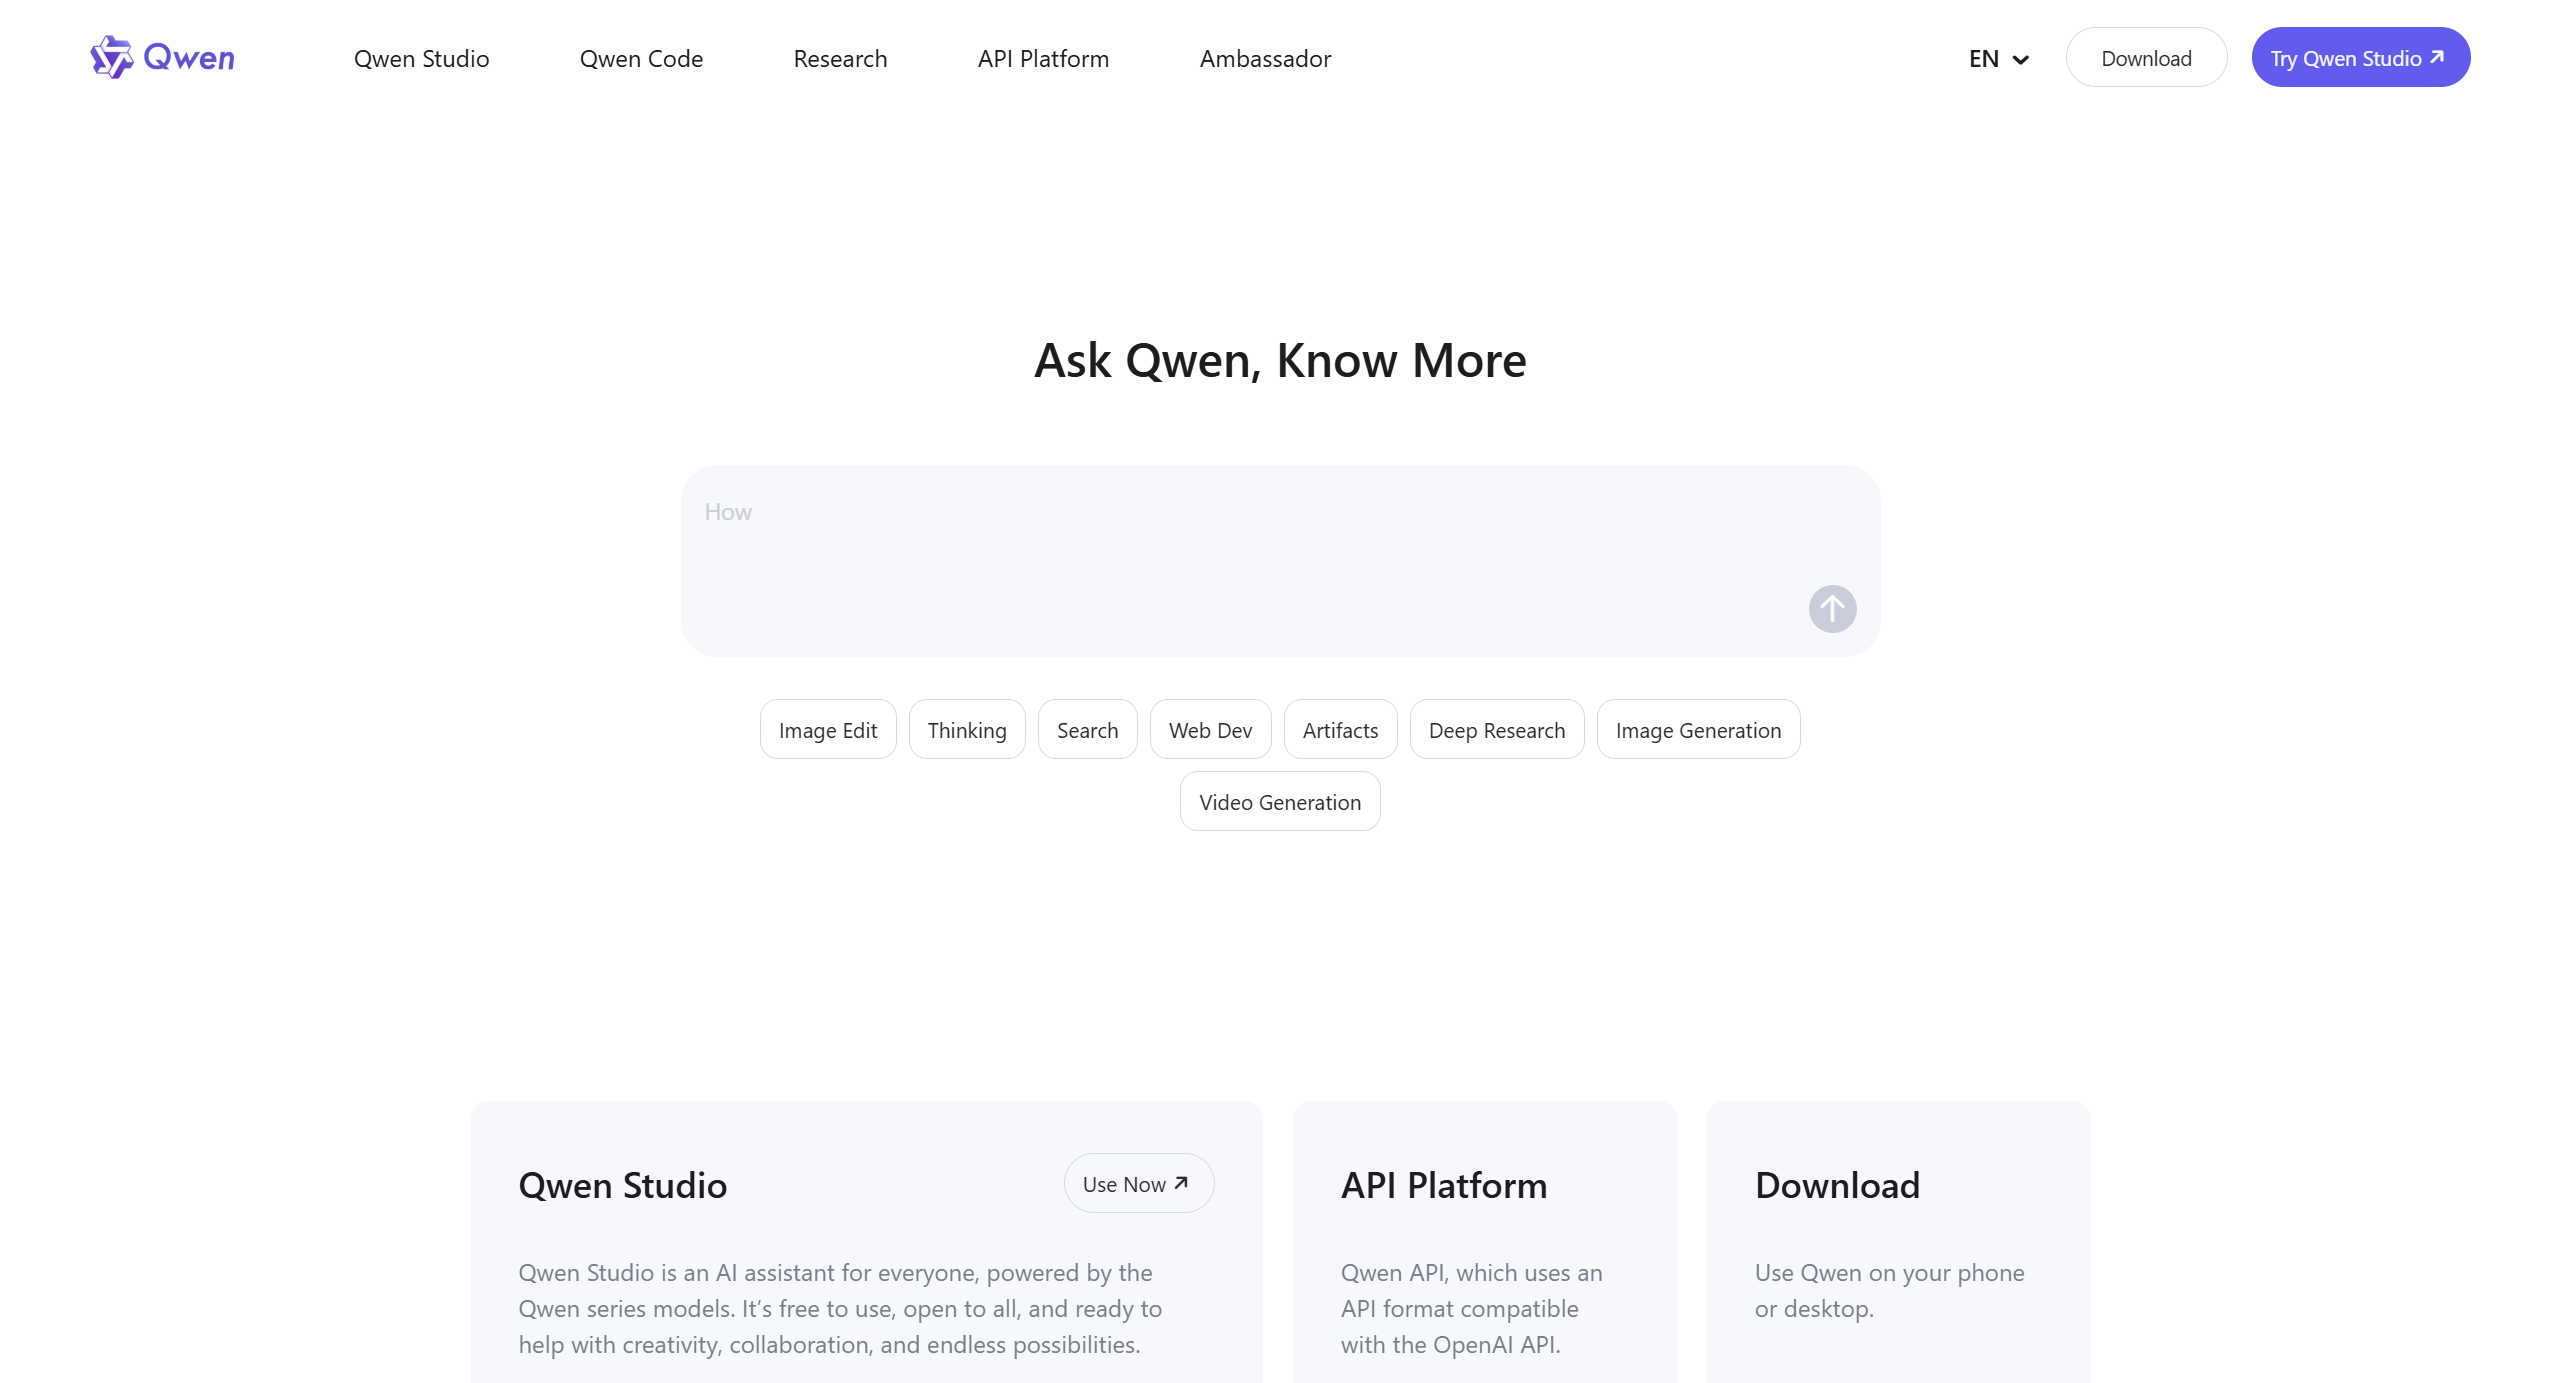 Qwen
Qwen Studio
Qwen Code
Research
API Platform
Ambassador
EN
Download
Try Qwen Studio
Ask Qwen, Know More
How
Image Edit
Thinking
Search
Web Dev
Artifacts
Deep Research
Image Generation
Video Generation
Qwen Studio
Use Now
Qwen Studio is an AI assistant for everyone, powered by the
Qwen series models. It’s free to use, open to all, and ready to
help with creativity, collaboration, and endless possibilities.
API Platform
Qwen API, which uses an
API format compatible
with the OpenAI API.
Download
Use Qwen on your phone
or desktop.